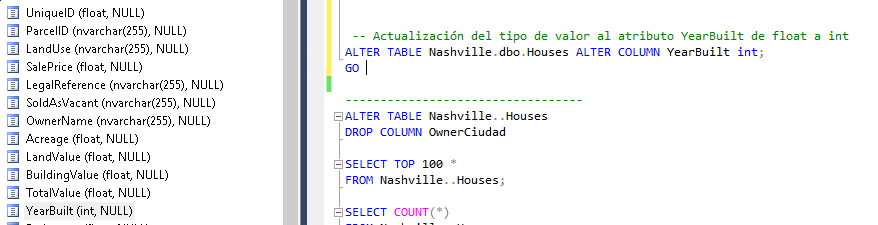 UniqueID (float, NULL)
ParcelID (nvarchar(255), NULL)
LandUse (nvarchar(255), NULL)
SalePrice (float, NULL)
LegalReference (nvarchar(255), NULL)
SoldAsVacant (nvarchar(255), NULL)
OwnerName (nvarchar(255), NULL)
Acreage (float, NULL)
LandValue (float, NULL)
BuildingValue (float, NULL)
TotalValue (float, NULL)
YearBuilt (int, NULL)
-- Actualización del tipo de valor al atributo YearBuilt de float a int
ALTER TABLE Nashville.dbo.Houses ALTER COLUMN YearBuilt int;
GO
----------------------------------
ALTER TABLE Nashville..Houses
DROP COLUMN OwnerCiudad
SELECT TOP 100 *
FROM Nashville..Houses;
SELECT COUNT(*)